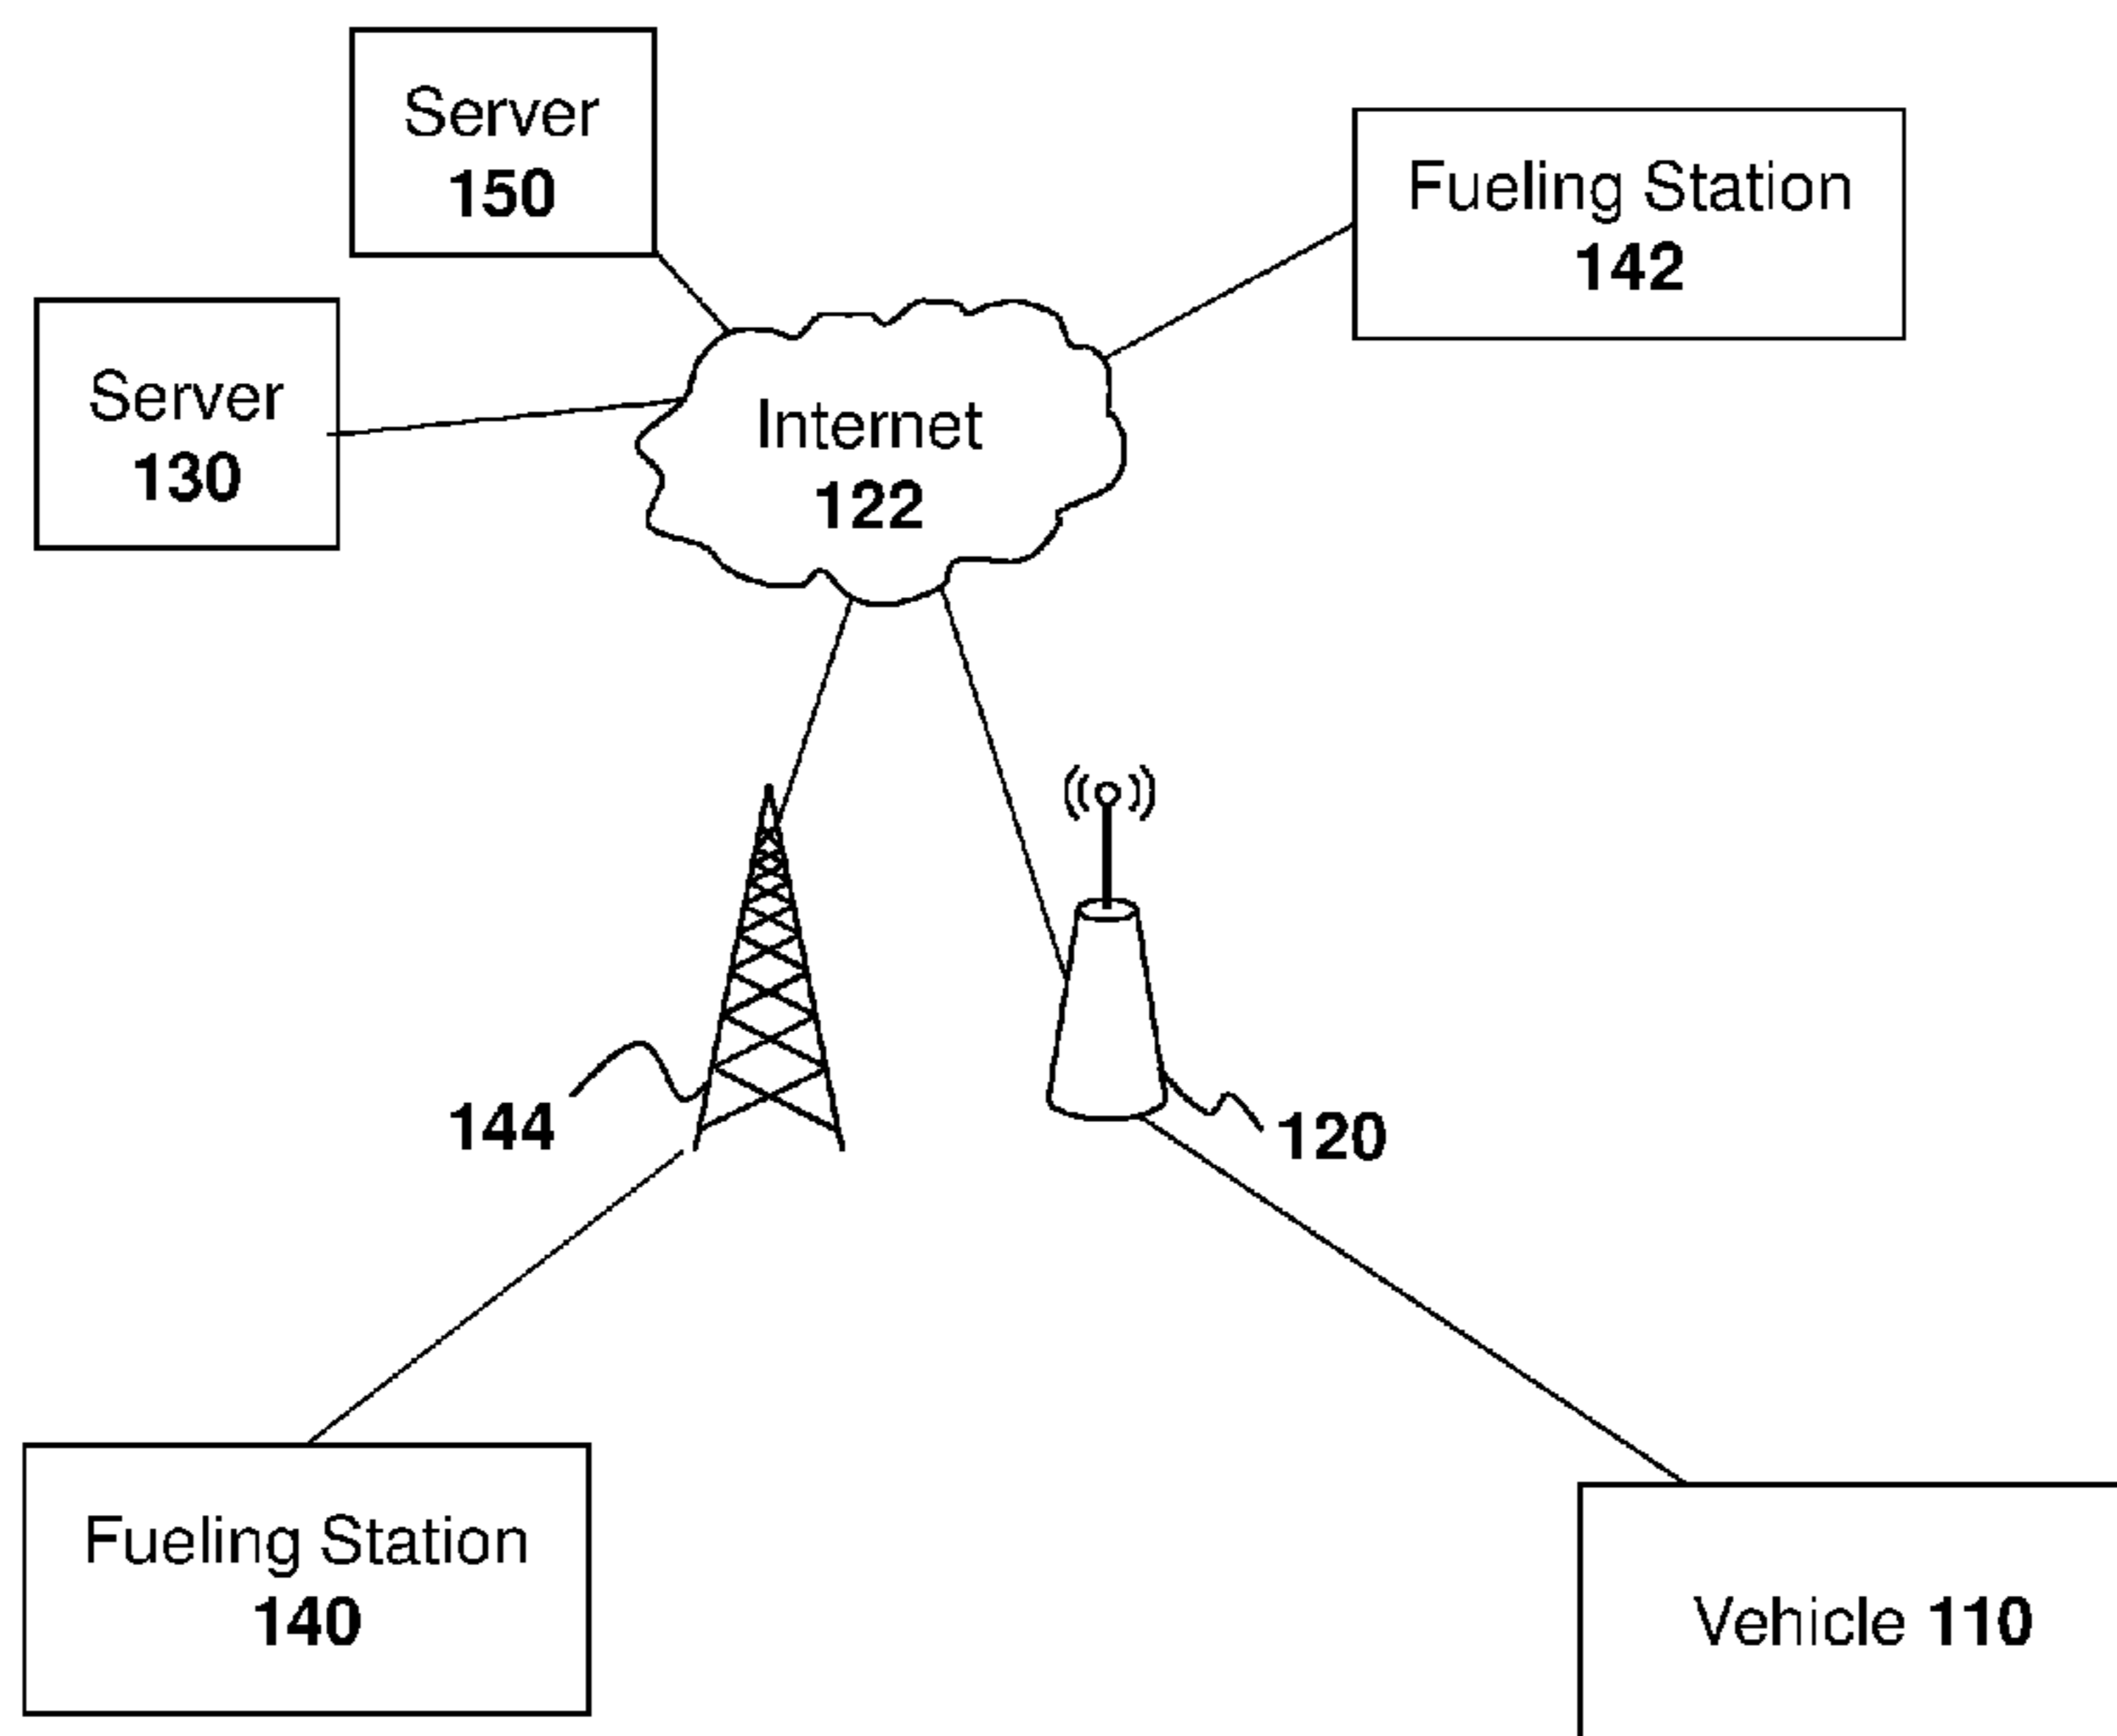 Server
150
Fueling Station
142
Server
130
Internet
122
144
120
Fueling Station
140
Vehicle 110